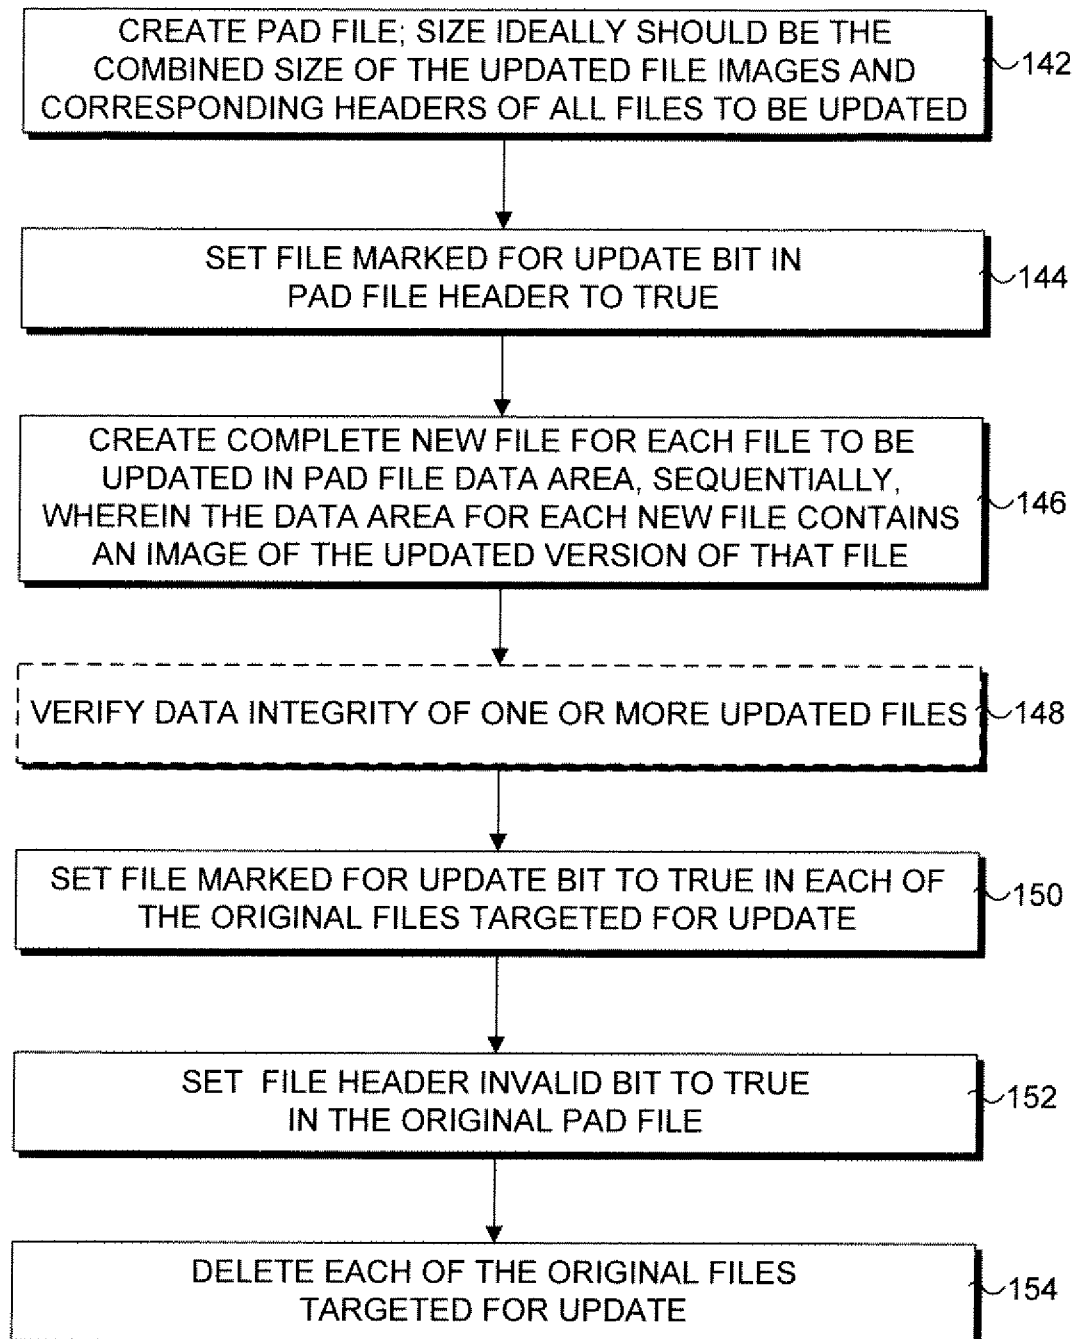 CREATE PAD FILE; SIZE IDEALLY SHOULD BE THE
COMBINED SIZE OF THE UPDATED FILE IMAGES AND
CORRESPONDING HEADERS OF ALL FILES TO BE UPDATED
142
SET FILE MARKED FOR UPDATE BIT IN
PAD FILE HEADER TO TRUE
144
CREATE COMPLETE NEW FILE FOR EACH FILE TO BE
UPDATED IN PAD FILE DATA AREA, SEQUENTIALLY,
WHEREIN THE DATA AREA FOR EACH NEW FILE CONTAINS
AN IMAGE OF THE UPDATED VERSION OF THAT FILE
146
VERIFY DATA INTEGRITY OF ONE OR MORE UPDATED FILES
148
SET FILE MARKED FOR UPDATE BIT TO TRUE IN EACH OF
THE ORIGINAL FILES TARGETED FOR UPDATE
150
SET FILE HEADER INVALID BIT TO TRUE
IN THE ORIGINAL PAD FILE
152
DELETE EACH OF THE ORIGINAL FILES
TARGETED FOR UPDATE
154